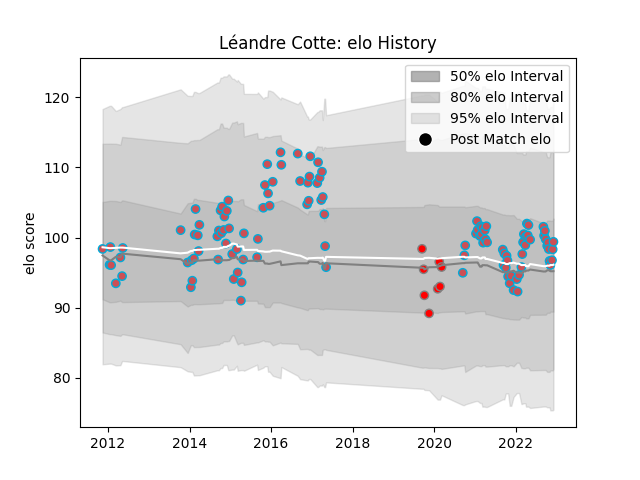 Léandre Cotte: elo History
50% elo Interval
80% elo Interval
95% elo Interval
Post Match elo
elo score
120
110
100
90
80
2012
2014
2016
2018
2020
2022